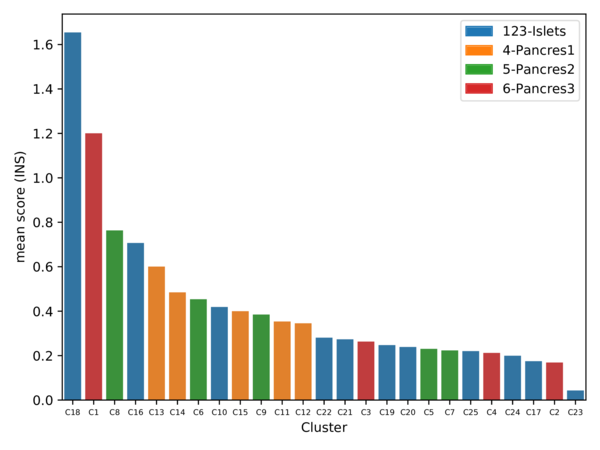 123-Islets
4-Pancres1
5-Pancres2
6-Pancres3
mean score (INS)
1.6
1.4
1.2
1.0
0.8
0.6
0.4
0.2
0.0
C18 C1 C8 C16 C13 C14 C6 C10 C15 C9 C11 C12 C22 C21 C3 C19 C20 C5 C7 C25 C4 C24 C17 C2 C23
Cluster